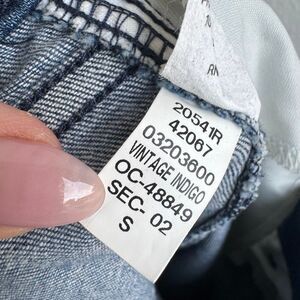 20541R
42067
03203600
VINTAGE INDIGO
OC-48849
SEC- 02
S